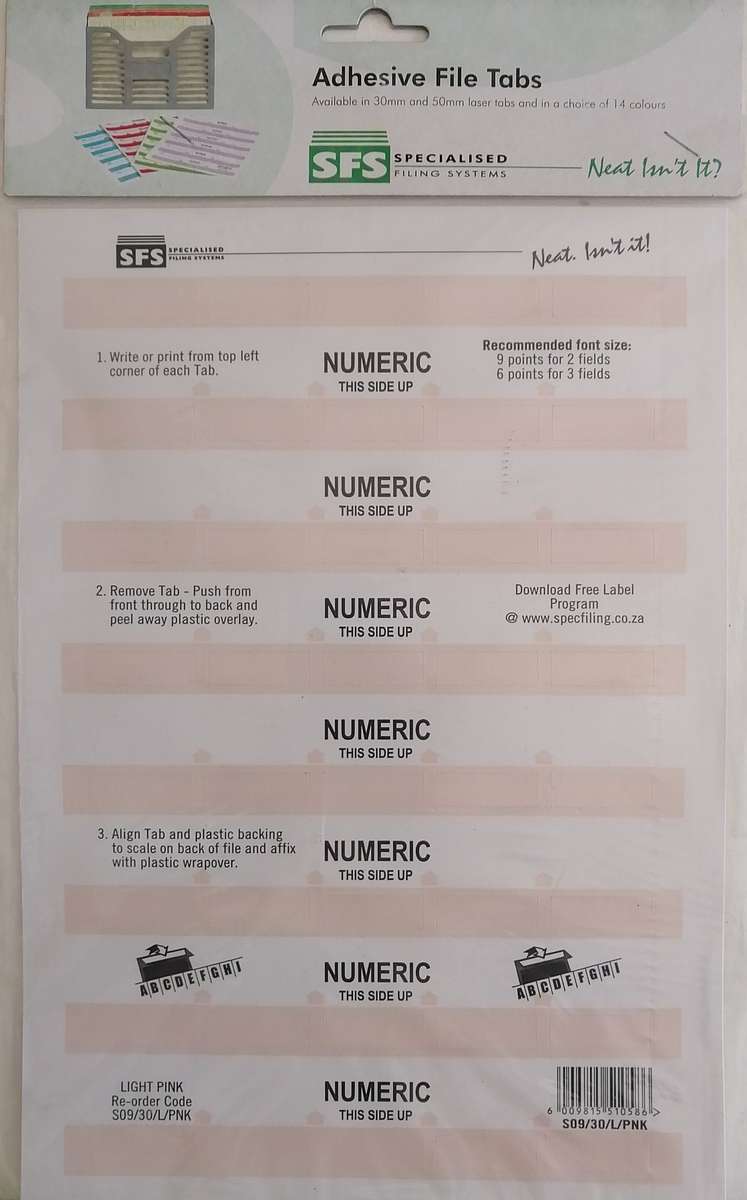 Adhesive File Tabs
Available in 30mm and 50mm laser tabs and in a choice of 14 colours
SFS SPECIALISED
FILING SYSTEMS
Neat Isn't It?
SFS SPECIALISED
FILING SYSTEMS
Neat. Isn't it!
1. Write or print from top left
corner of each Tab.
NUMERIC
THIS SIDE UP
Recommended font size:
9 points for 2 fields
6 points for 3 fields
NUMERIC
THIS SIDE UP
2. Remove Tab - Push from
front through to back and
peel away plastic overlay.
NUMERIC
THIS SIDE UP
Download Free Label
Program
@ www.specfiling.co.za
NUMERIC
THIS SIDE UP
3. Align Tab and plastic backing
to scale on back of file and affix
with plastic wrapover.
NUMERIC
THIS SIDE UP
ABCDEFGHI
NUMERIC
THIS SIDE UP
ABCDEFGHI
LIGHT PINK
Re-order Code
S09/30/L/PNK
NUMERIC
THIS SIDE UP
6 009815 510586 >
S09/30/L/PNK